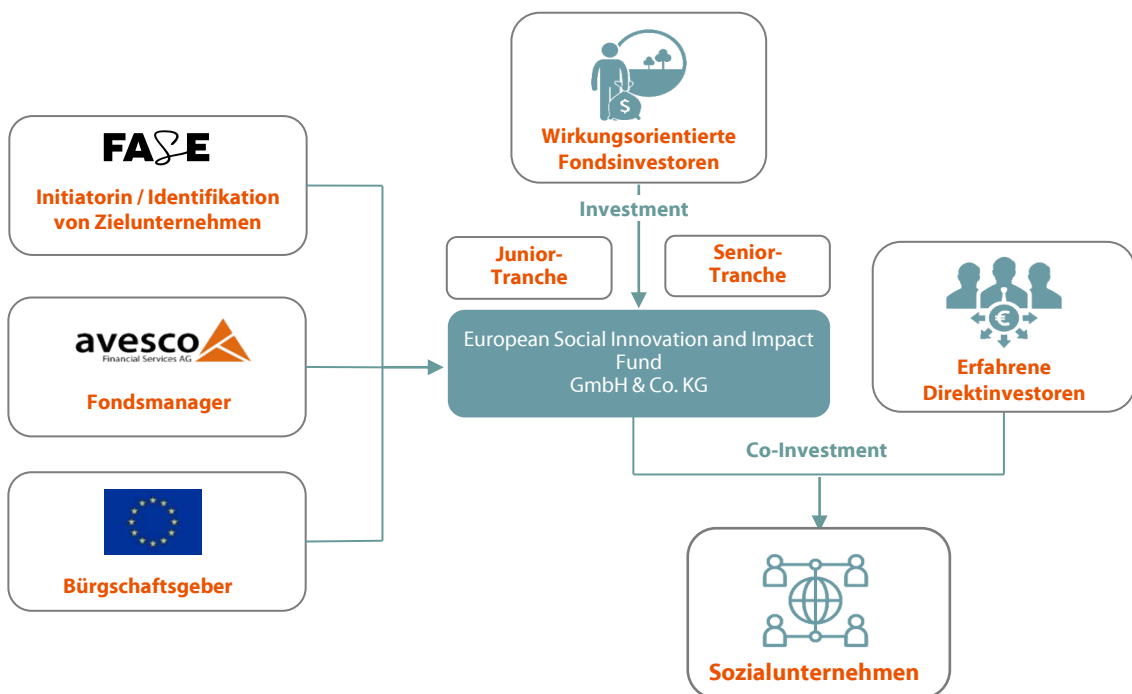 FASE
Initiatorin / Identifikation
von Zielunternehmen
avesco
Financial Services AG
Fondsmanager
Bürgschaftsgeber
$
Wirkungsorientierte
Fondsinvestoren
Investment
Junior-
Tranche
Senior-
Tranche
European Social Innovation and Impact
Fund
GmbH & Co. KG
€
Erfahrene
Direktinvestoren
Co-Investment
Sozialunternehmen